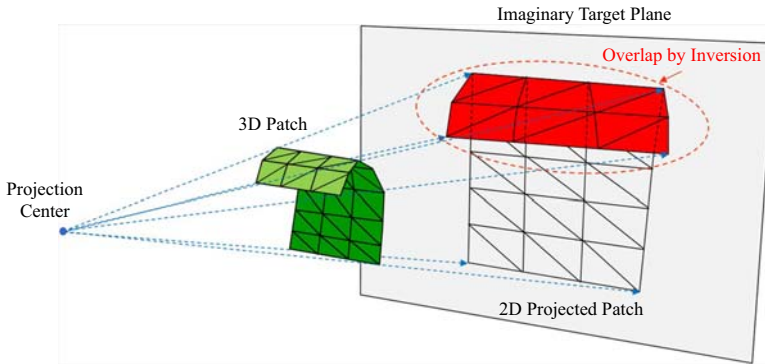 Imaginary Target Plane
Overlap by Inversion
3D Patch
Projection
Center
2D Projected Patch